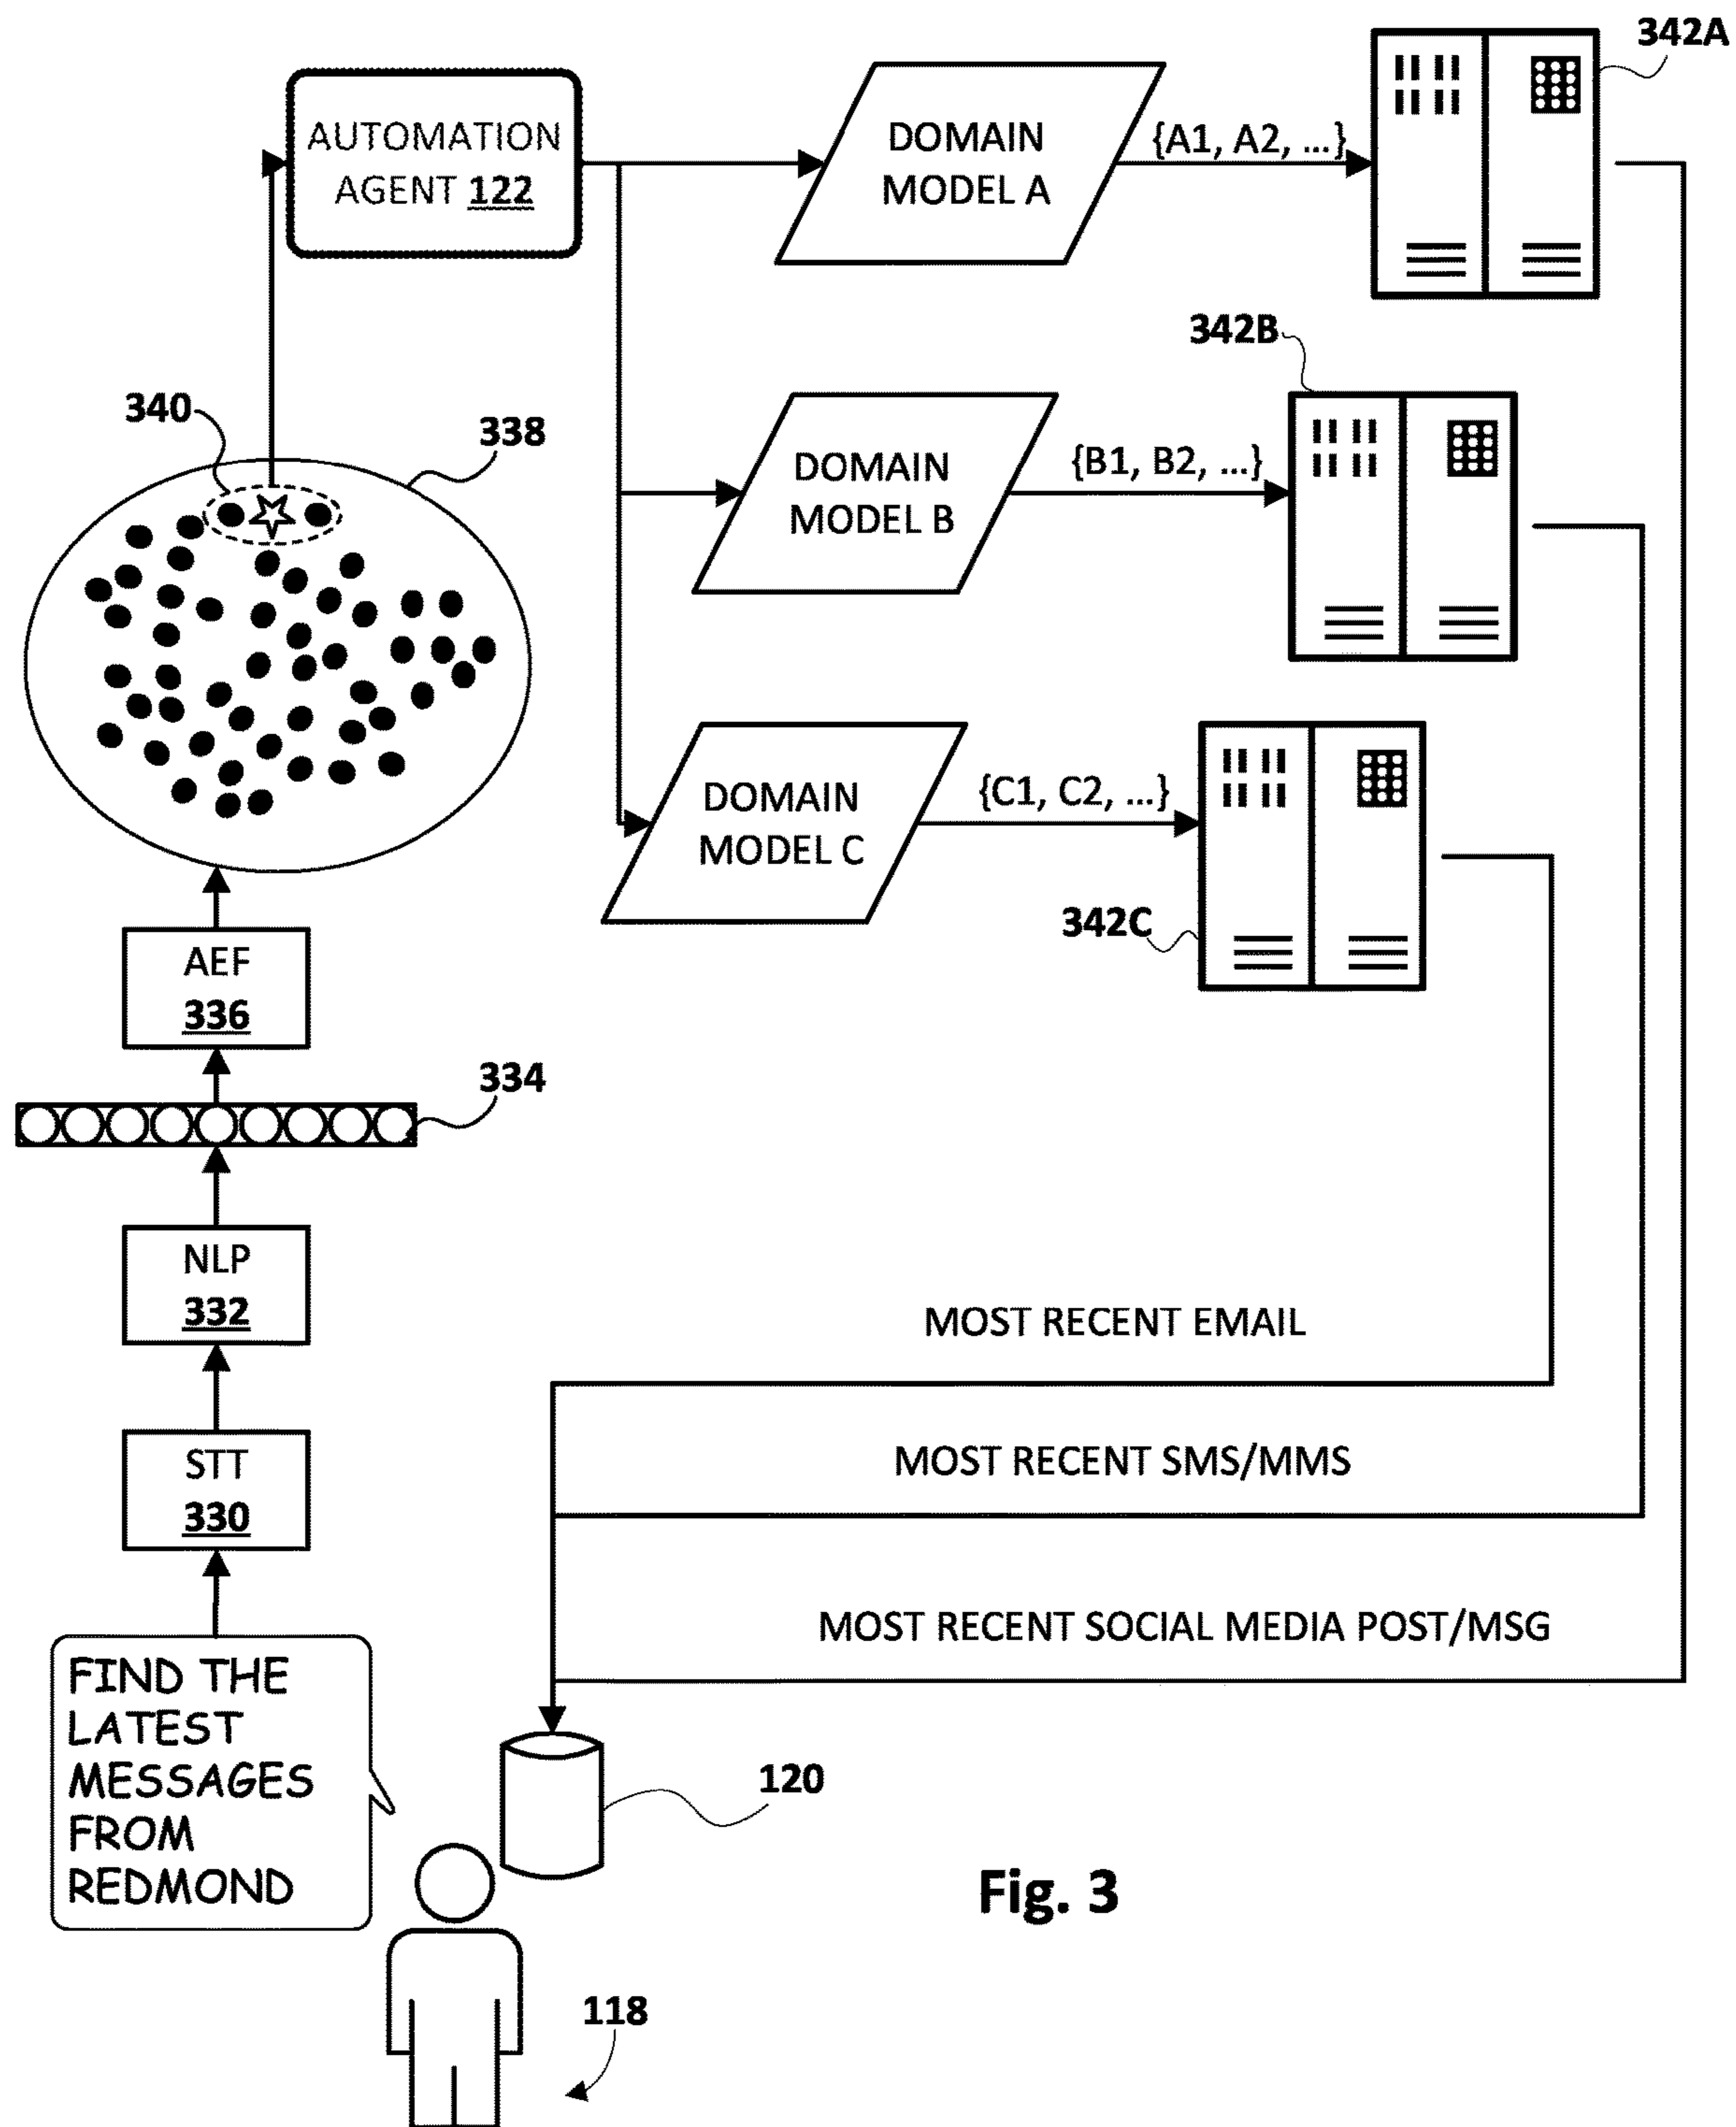 342A
AUTOMATION
AGENT 122
DOMAIN
MODEL A
{A1, A2, ...}
342B
340
338
DOMAIN
MODEL B
{B1, B2, ...}
DOMAIN
MODEL C
{C1, C2, ...}
342C
AEF
336
334
NLP
332
MOST RECENT EMAIL
STT
330
MOST RECENT SMS/MMS
MOST RECENT SOCIAL MEDIA POST/MSG
FIND THE
LATEST
MESSAGES
FROM
REDMOND
120
Fig. 3
118